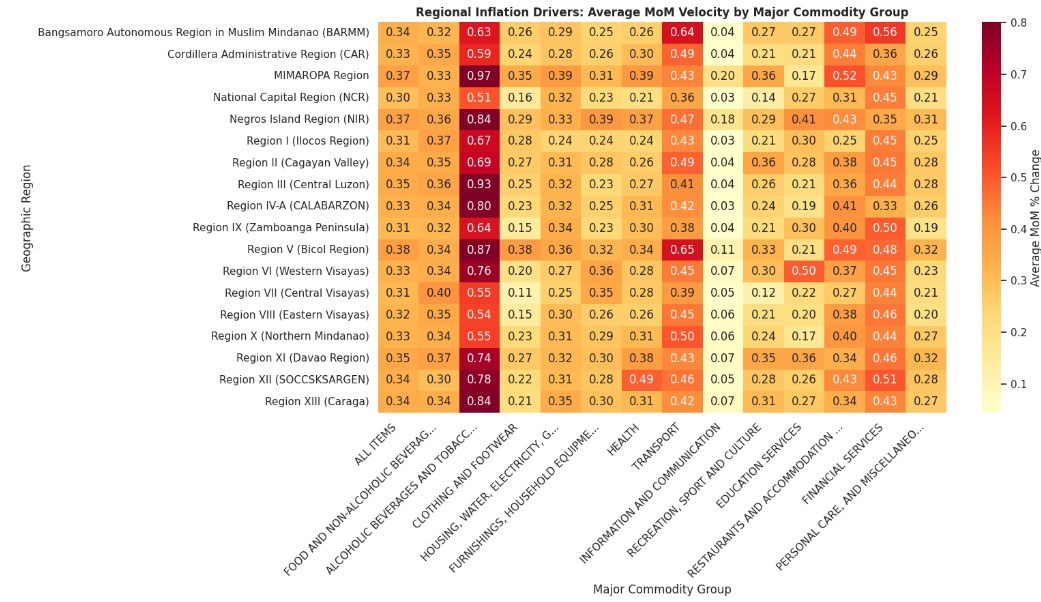 Regional Inflation Drivers: Average MoM Velocity by Major Commodity Group
Bangsamoro Autonomous Region in Muslim Mindanao (BARMM) 0.34 0.32 0.63 0.26 0.29 0.25 0.26 0.64 0.04 0.27 0.27 0.49 0.56 0.25
Cordillera Administrative Region (CAR) 0.33 0.35 0.59 0.24 0.28 0.26 0.30 0.49 0.04 0.21 0.21 0.44 0.36 0.26
MIMAROPA Region 0.37 0.33 0.97 0.35 0.39 0.31 0.39 0.43 0.20 0.36 0.17 0.52 0.43 0.29
National Capital Region (NCR) 0.30 0.33 0.51 0.16 0.32 0.23 0.21 0.36 0.03 0.14 0.27 0.31 0.45 0.21
Negros Island Region (NIR) 0.37 0.36 0.84 0.29 0.33 0.39 0.37 0.47 0.18 0.29 0.41 0.43 0.35 0.31
Region I (Ilocos Region) 0.31 0.37 0.67 0.28 0.24 0.24 0.24 0.43 0.03 0.21 0.30 0.25 0.45 0.25
Region II (Cagayan Valley) 0.34 0.35 0.69 0.27 0.31 0.28 0.26 0.49 0.04 0.36 0.28 0.38 0.45 0.28
Region III (Central Luzon) 0.35 0.36 0.93 0.25 0.32 0.23 0.27 0.41 0.04 0.26 0.21 0.36 0.44 0.28
Region IV-A (CALABARZON) 0.33 0.34 0.80 0.23 0.32 0.25 0.31 0.42 0.03 0.24 0.19 0.41 0.33 0.26
Region IX (Zamboanga Peninsula) 0.31 0.32 0.64 0.15 0.34 0.23 0.30 0.38 0.04 0.21 0.30 0.40 0.50 0.19
Region V (Bicol Region) 0.38 0.34 0.87 0.38 0.36 0.32 0.34 0.65 0.11 0.33 0.21 0.49 0.48 0.32
Region VI (Western Visayas) 0.33 0.34 0.76 0.20 0.27 0.36 0.28 0.45 0.07 0.30 0.50 0.37 0.45 0.23
Region VII (Central Visayas) 0.31 0.40 0.55 0.11 0.25 0.35 0.28 0.39 0.05 0.12 0.22 0.27 0.44 0.21
Region VIII (Eastern Visayas) 0.32 0.35 0.54 0.15 0.30 0.26 0.26 0.45 0.06 0.21 0.20 0.38 0.46 0.20
Region X (Northern Mindanao) 0.33 0.34 0.55 0.23 0.31 0.29 0.31 0.50 0.06 0.24 0.17 0.40 0.44 0.27
Region XI (Davao Region) 0.35 0.37 0.74 0.27 0.32 0.30 0.38 0.43 0.07 0.35 0.36 0.34 0.46 0.32
Region XII (SOCCSKSARGEN) 0.34 0.30 0.78 0.22 0.31 0.28 0.49 0.46 0.05 0.28 0.26 0.43 0.51 0.28
Region XIII (Caraga) 0.34 0.34 0.84 0.21 0.35 0.30 0.31 0.42 0.07 0.31 0.27 0.34 0.43 0.27
Geographic Region
ALL ITEMS
FOOD AND NON-ALCOHOLIC BEVERAG...
ALCOHOLIC BEVERAGES AND TOBACC...
CLOTHING AND FOOTWEAR
HOUSING, WATER, ELECTRICITY, G...
FURNISHINGS, HOUSEHOLD EQUIPME...
HEALTH
TRANSPORT
INFORMATION AND COMMUNICATION
RECREATION, SPORT AND CULTURE
EDUCATION SERVICES
RESTAURANTS AND ACCOMMODATION ...
FINANCIAL SERVICES
PERSONAL CARE, AND MISCELLANEO...
Major Commodity Group
0.8
0.7
0.6
0.5
0.4
0.3
0.2
0.1
Average MoM % Change